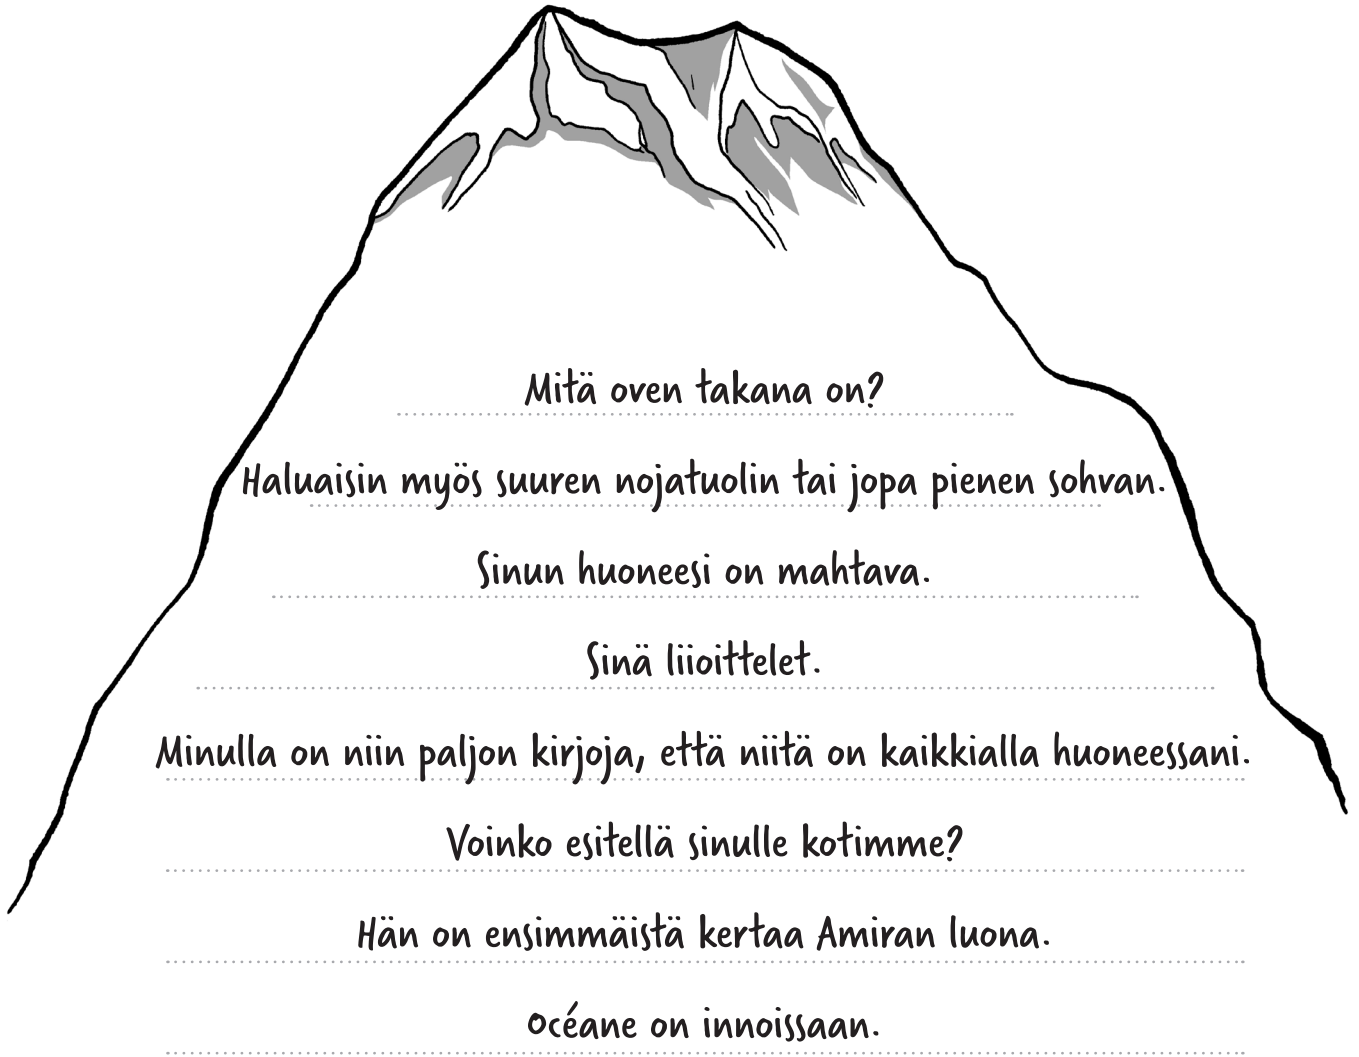 Mitä oven takana on?
Haluaisin myös suuren nojatuolin tai jopa pienen sohvan.
Sinun huoneesi on mahtava.
Sinä liioittelet.
Minulla on niin paljon kirjoja, että niitä on kaikkialla huoneessani.
Voinko esitellä sinulle kotimme?
Hän on ensimmäistä kertaa Amiran luona.
Océane on innoissaan.